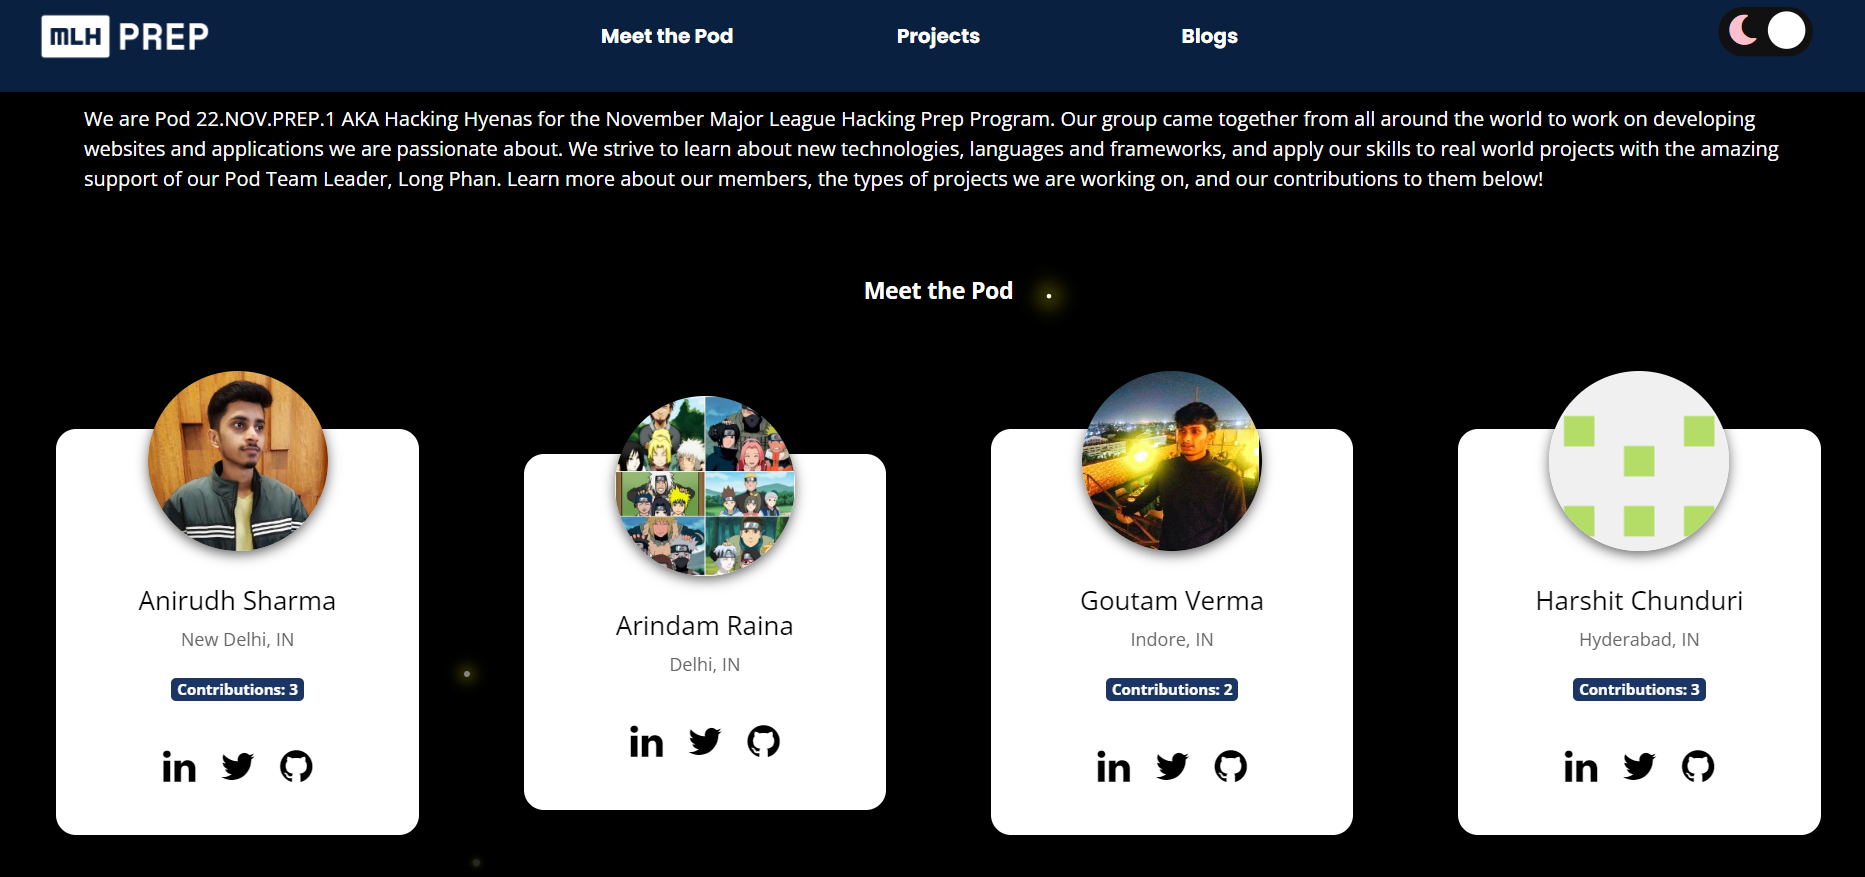 MLH PREP
Meet the Pod
Projects
Blogs
We are Pod 22.NOV.PREP.1 AKA Hacking Hyenas for the November Major League Hacking Prep Program. Our group came together from all around the world to work on developing
websites and applications we are passionate about. We strive to learn about new technologies, languages and frameworks, and apply our skills to real world projects with the amazing
support of our Pod Team Leader, Long Phan. Learn more about our members, the types of projects we are working on, and our contributions to them below!
Meet the Pod
Anirudh Sharma
New Delhi, IN
Contributions: 3
in
Arindam Raina
Delhi, IN
in
Goutam Verma
Indore, IN
Contributions: 2
in
Harshit Chunduri
Hyderabad, IN
Contributions: 3
in